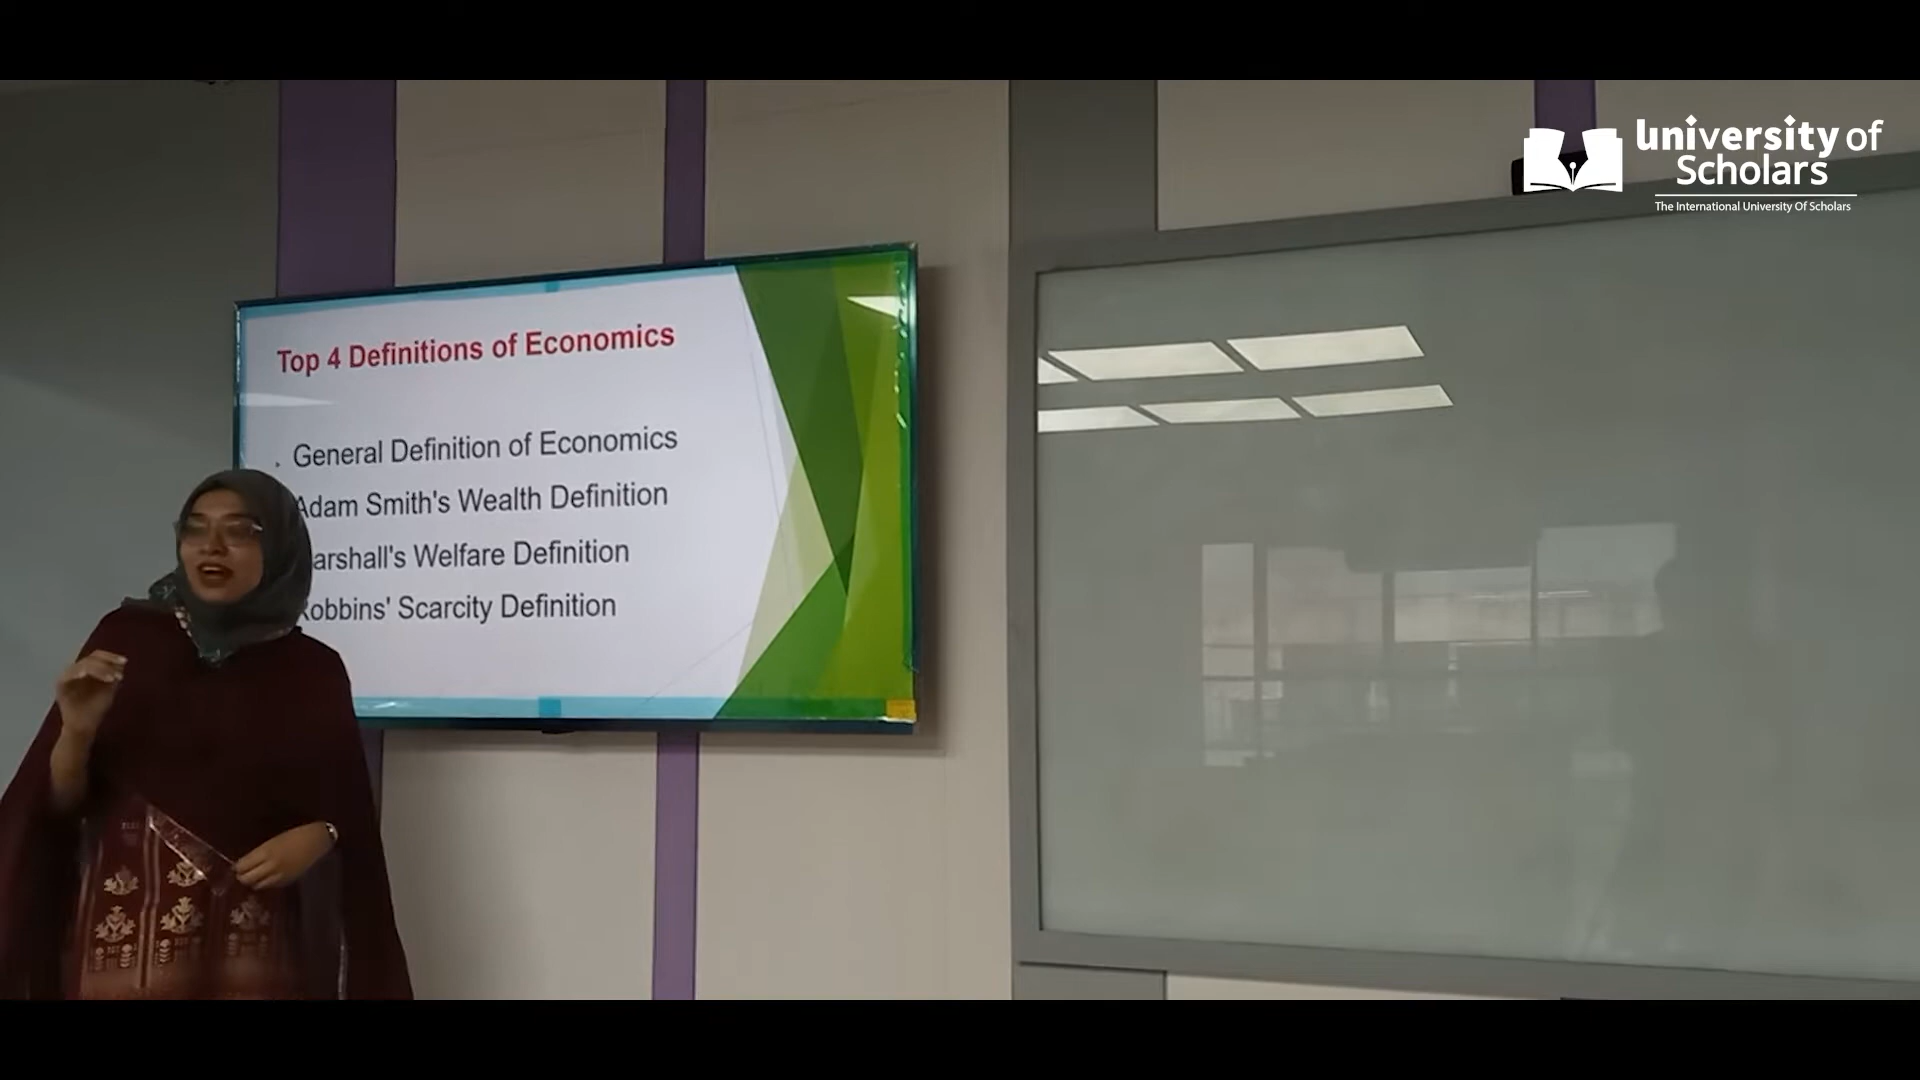 University of
Scholars
The International University Of Scholars
Top 4 Definitions of Economics
General Definition of Economics
Adam Smith's Wealth Definition
arshall's Welfare Definition
Robbins' Scarcity Definition